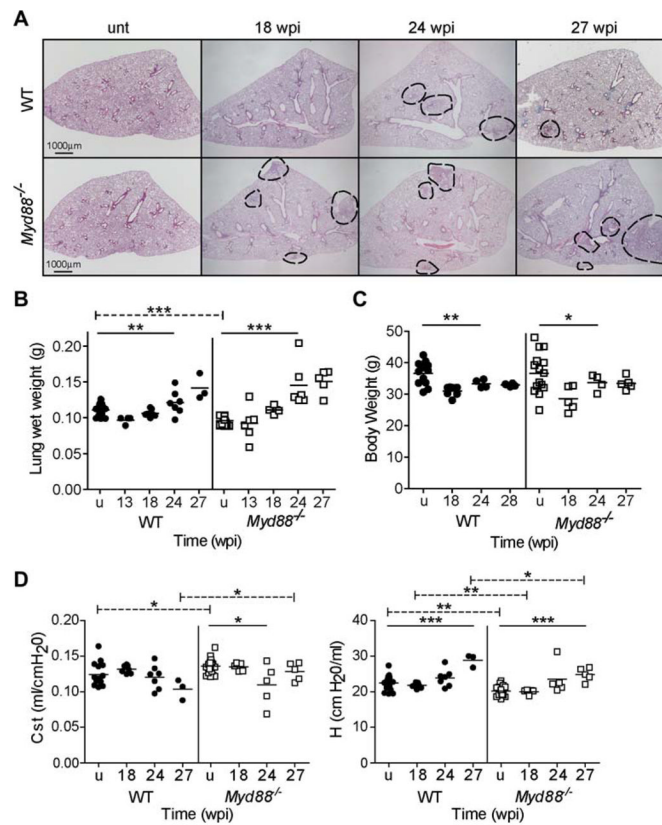 A
unt 18 wpi 24 wpi 27 wpi
WT
1000µm
Myd88-/-
1000µm
B
***
** ***
Lung wet weight (g)
0.20
0.15
0.10
0.05
0.00
u 13 18 24 27 u 13 18 24 27
WT Myd88-/-
Time (wpi)
C
** *
Body Weight (g)
50
40
30
20
10
0
u 18 24 28 u 18 24 27
WT Myd88-/-
Time (wpi)
D
* *
*
Cst (ml/cmH20)
0.20
0.15
0.10
0.05
0.00
u 18 24 27 u 18 24 27
WT Myd88-/-
Time (wpi)
*
**
**
*** ***
H (cm H20/ml)
40
30
20
10
0
u 18 24 27 u 18 24 27
WT Myd88-/-
Time (wpi)